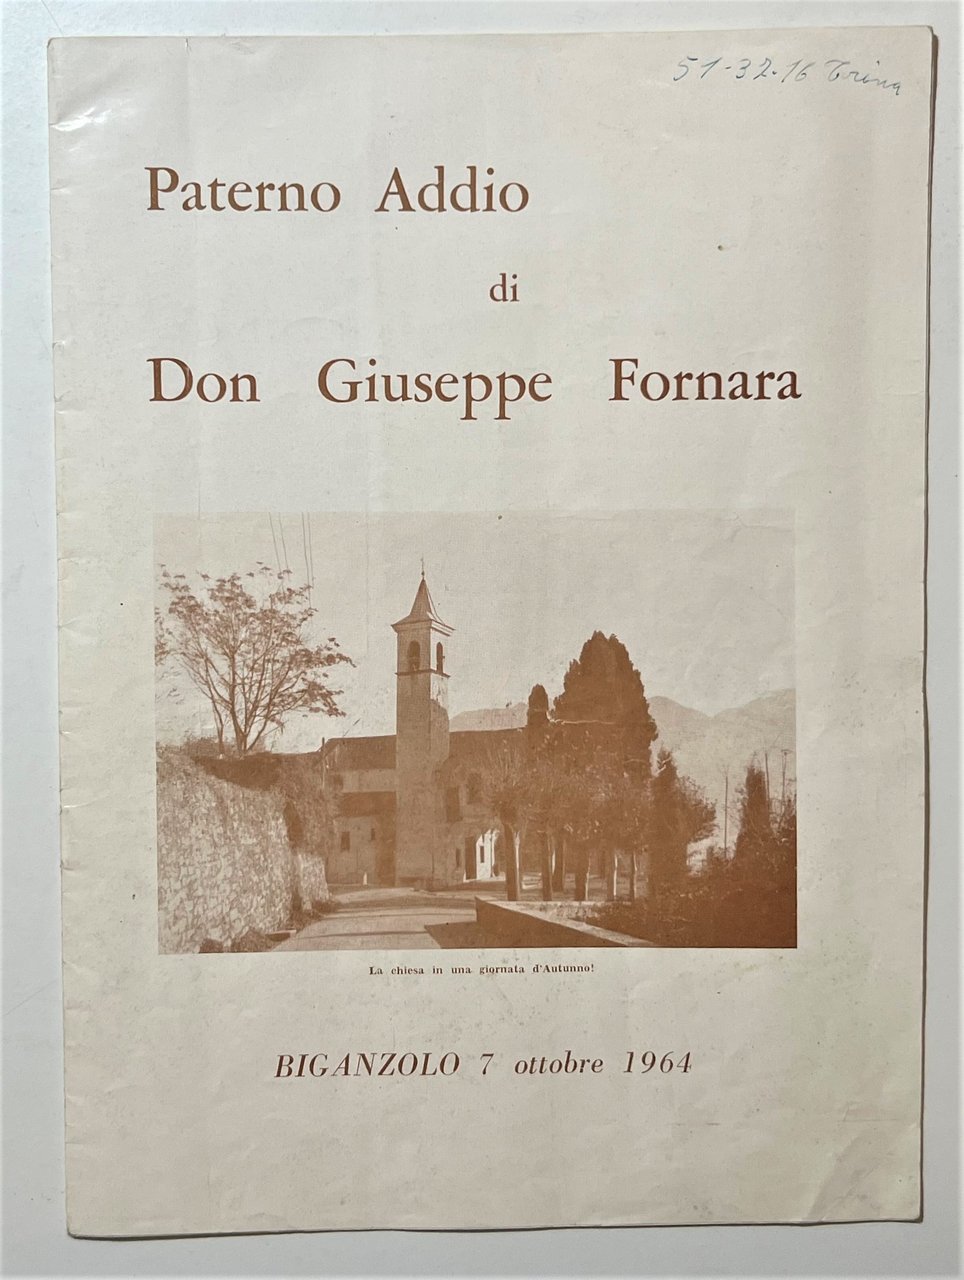 51-32-16 Trina
Paterno Addio
di
Don Giuseppe Fornara
La chiesa in una giornata d'Autunno!
BIGANZOLO 7 ottobre 1964